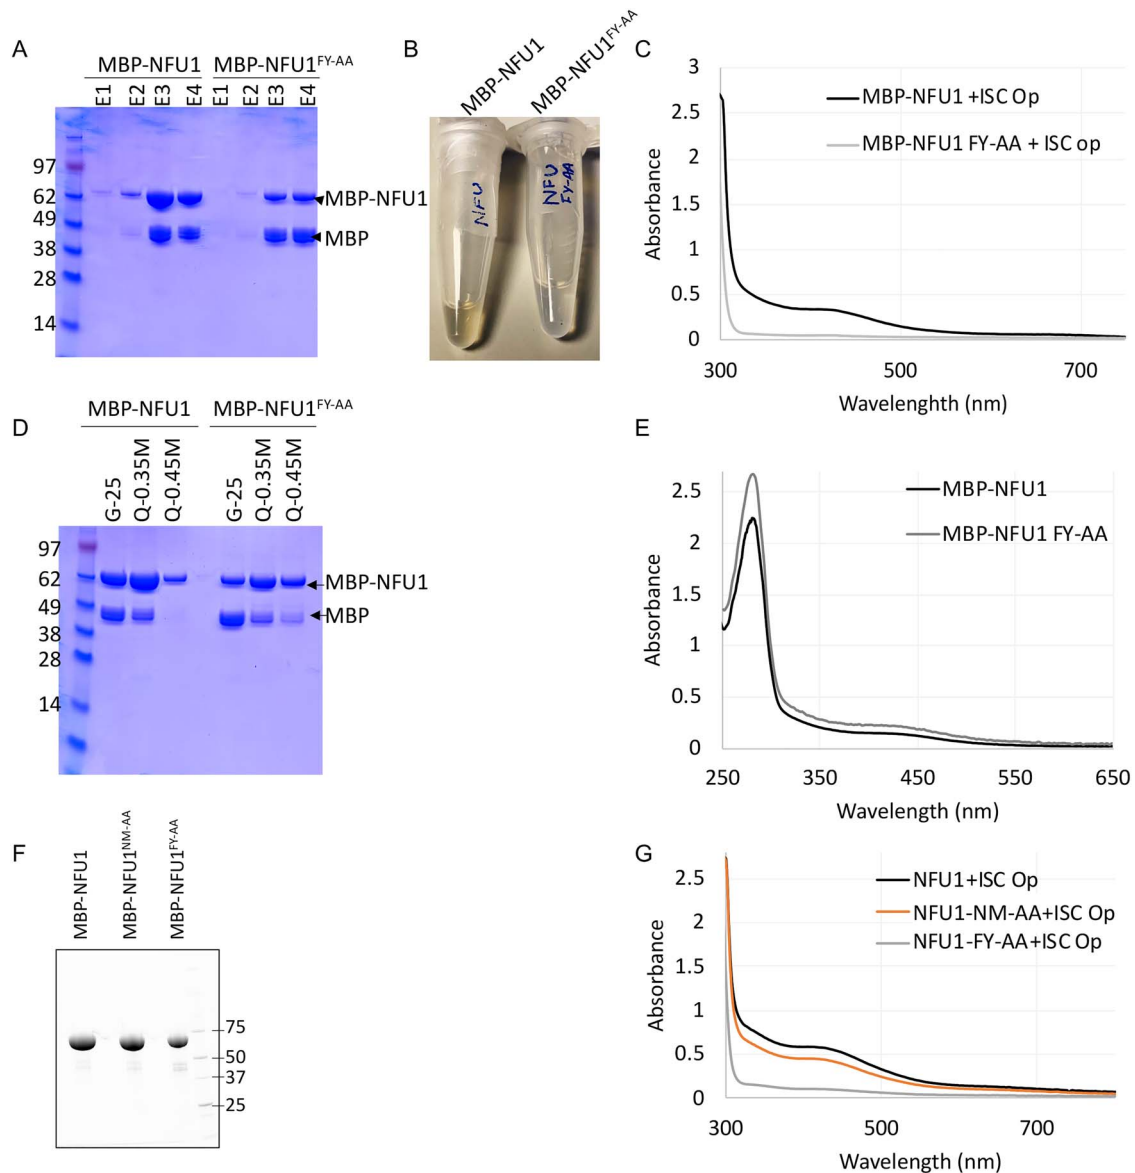 A
MBP-NFU1 MBP-NFU1FY-AA
E1 E2 E3 E4 E1 E2 E3 E4
97
62
49
38
28
14
MBP-NFU1
MBP
B
MBP-NFU1
MBP-NFU1FY-AA
NFU
NFU
FY-AA
C
3
2.5
2
1.5
1
0.5
0
Absorbance
MBP-NFU1 +ISC Op
MBP-NFU1 FY-AA + ISC op
300 500 700
Wavelenghth (nm)
D
MBP-NFU1 MBP-NFU1FY-AA
G-25 Q-0.35M Q-0.45M G-25 Q-0.35M Q-0.45M
97
62
49
38
28
14
MBP-NFU1
MBP
E
2.5
2
1.5
1
0.5
0
Absorbance
MBP-NFU1
MBP-NFU1 FY-AA
250 350 450 550 650
Wavelength (nm)
F
MBP-NFU1
MBP-NFU1NM-AA
MBP-NFU1FY-AA
75
50
37
25
G
2.5
2
1.5
1
0.5
0
Absorbance
NFU1+ISC Op
NFU1-NM-AA+ISC Op
NFU1-FY-AA+ISC Op
300 500 700
Wavelength (nm)